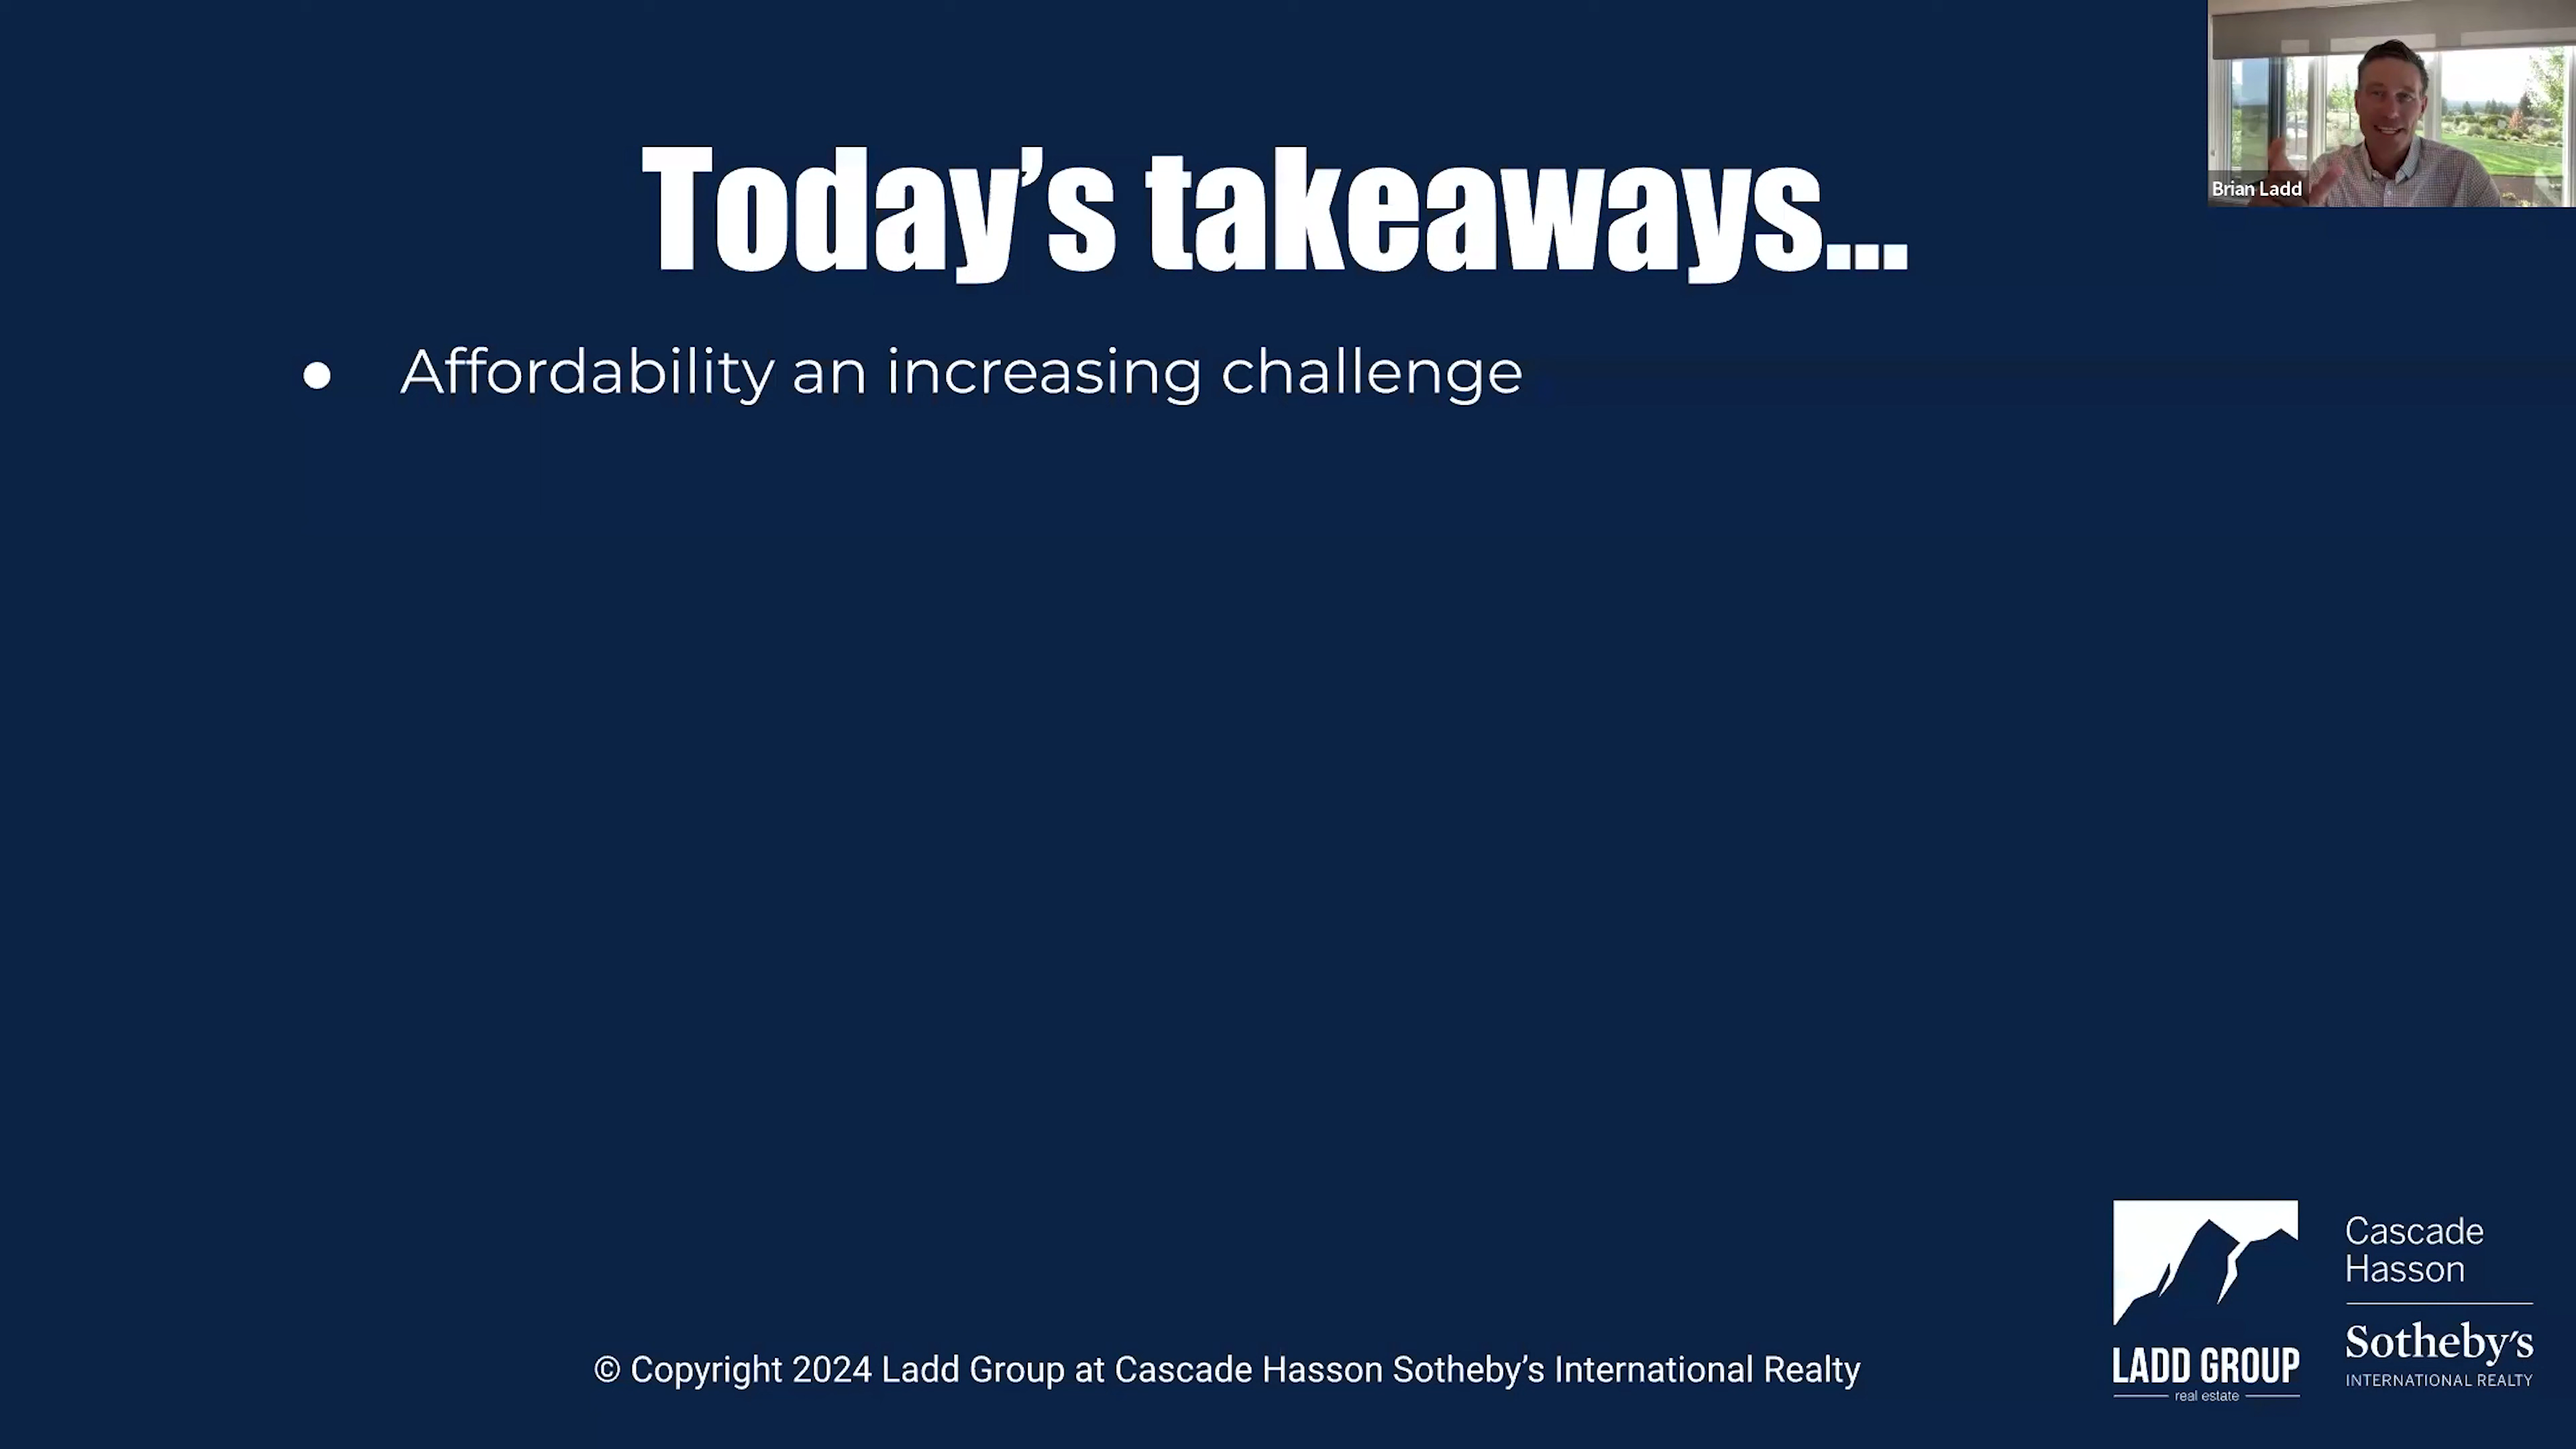 Today’s takeaways...
Brian Ladd
● Affordability an increasing challenge
© Copyright 2024 Ladd Group at Cascade Hasson Sotheby’s International Realty
LADD GROUP
real estate
Cascade
Hasson
Sotheby's
INTERNATIONAL REALTY